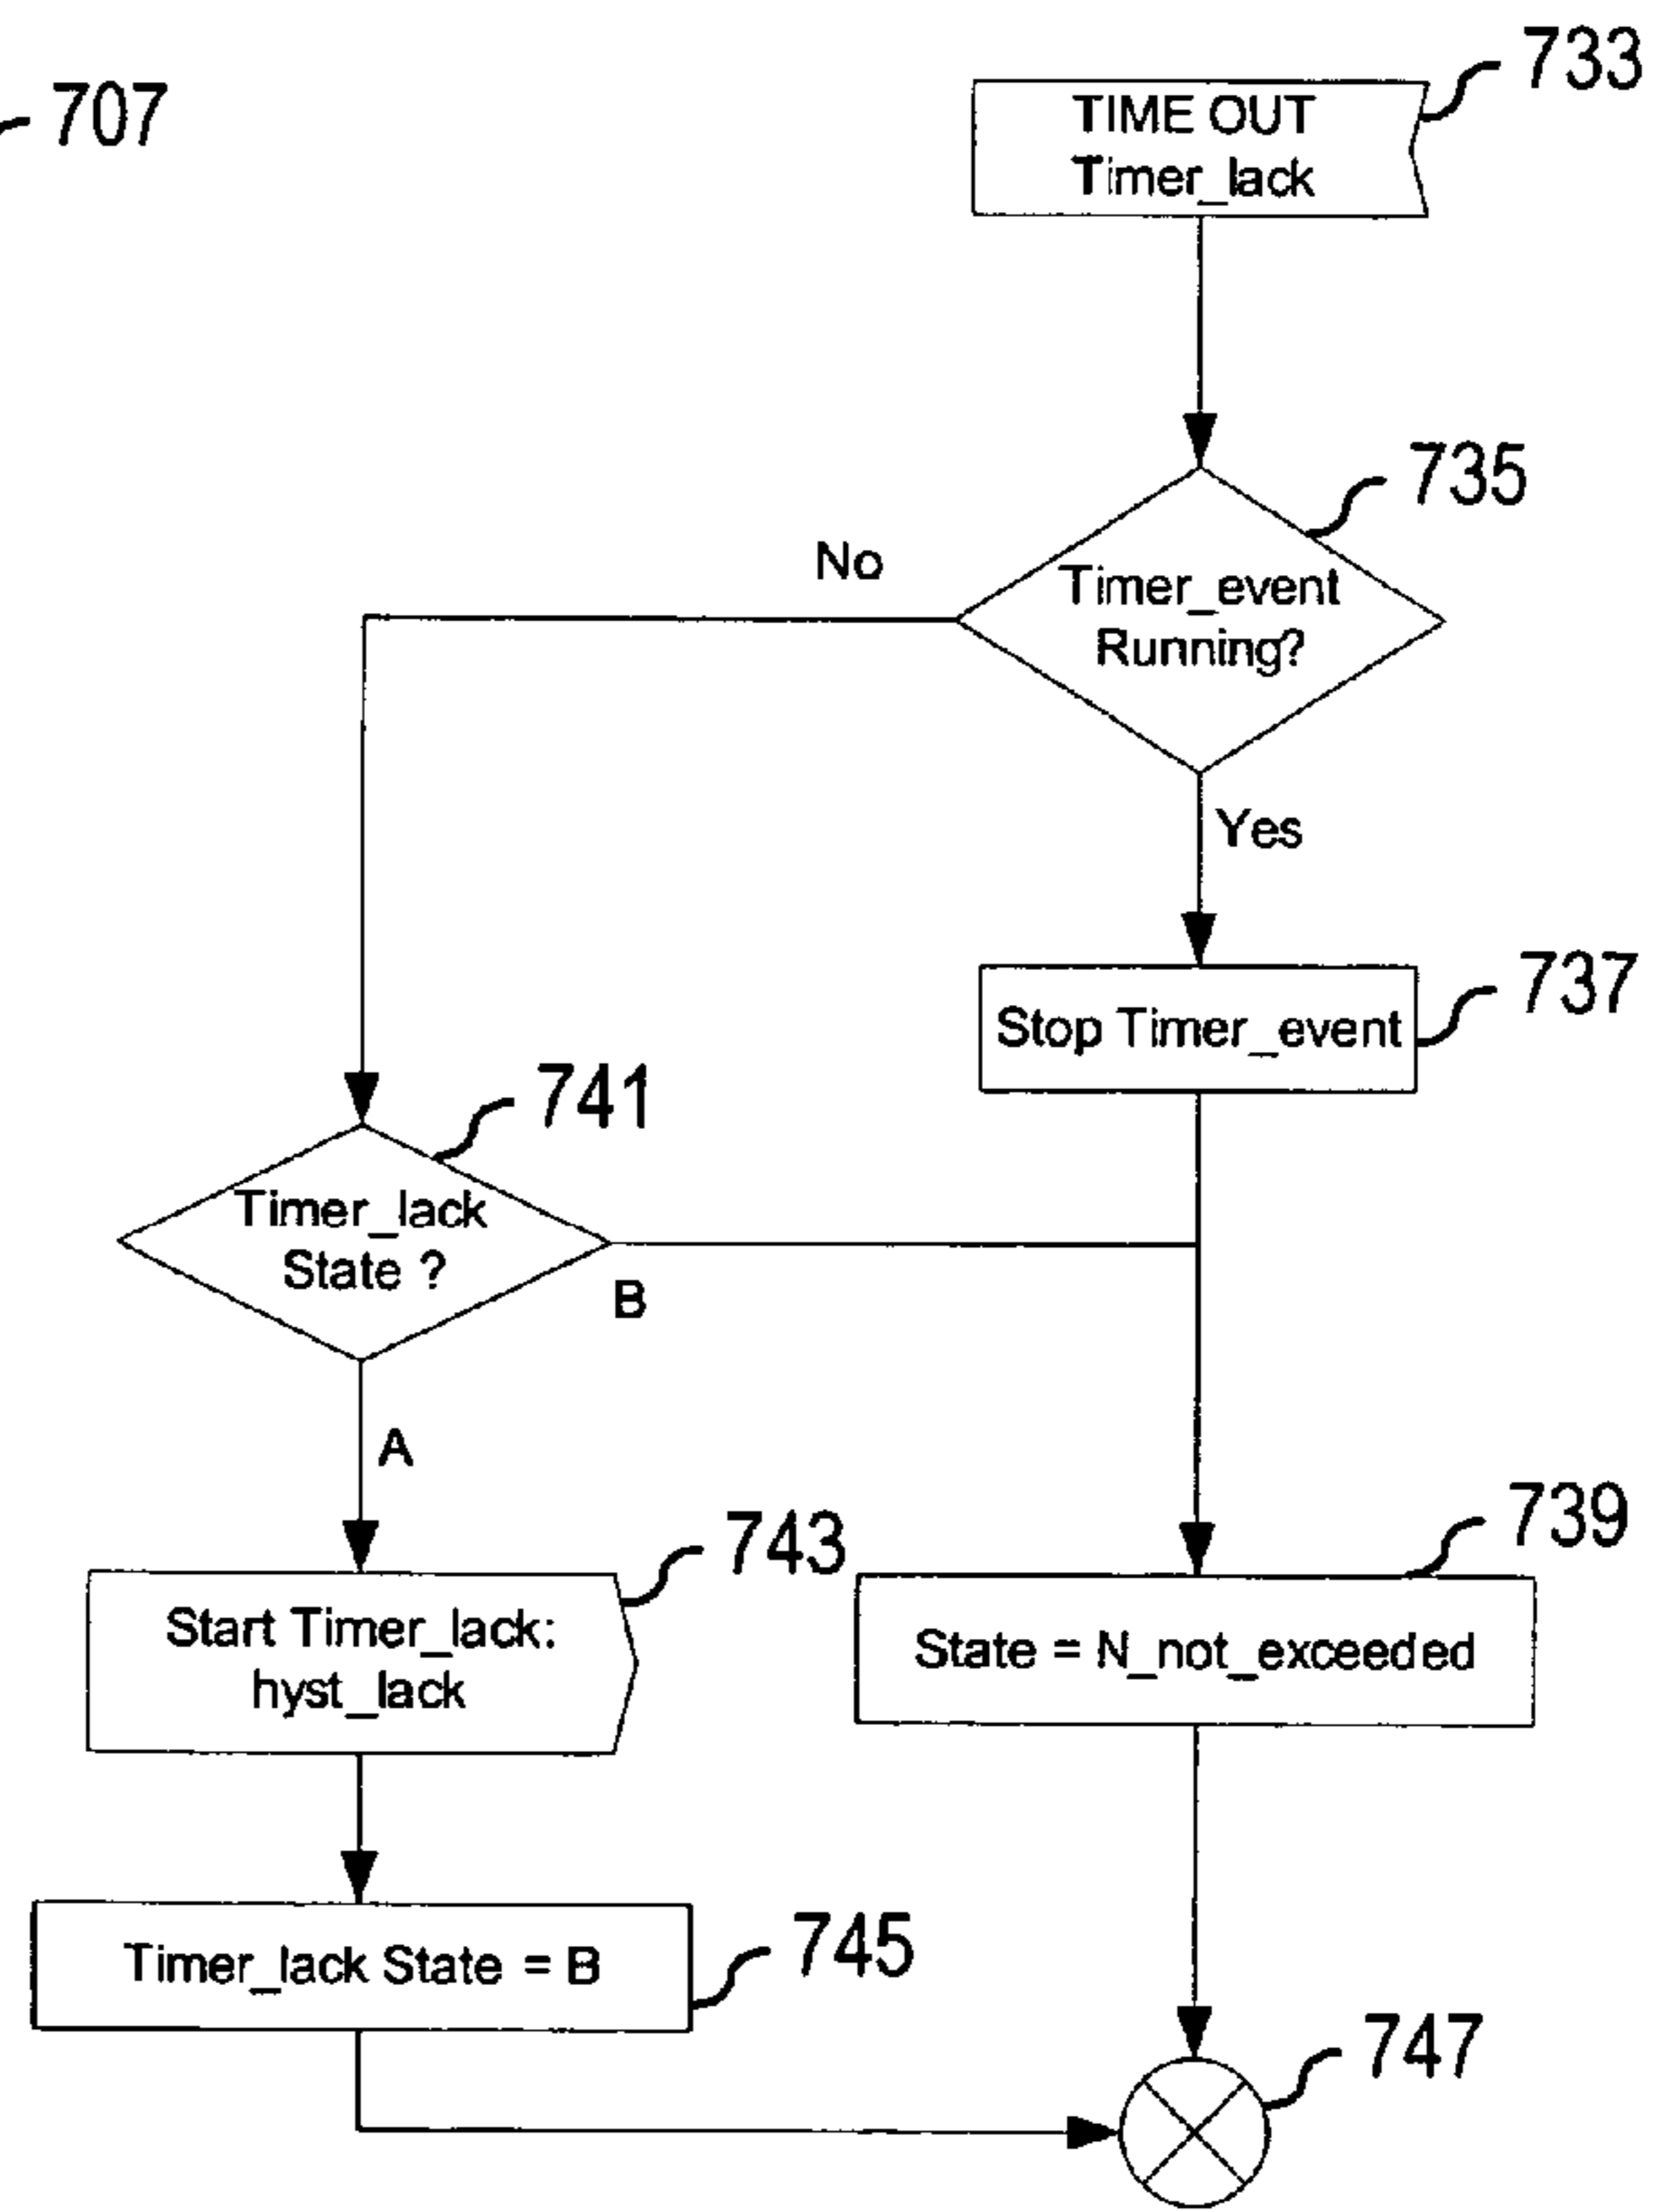 707
733
TIME OUT
Timer_lack
735
No
Timer_event
Running?
Yes
737
Stop Timer_event
741
Timer_lack
State ?
B
A
743
739
Start Timer_lack:
hyst_lack
State = N_not_exceeded
745
Timer_lack State = B
747